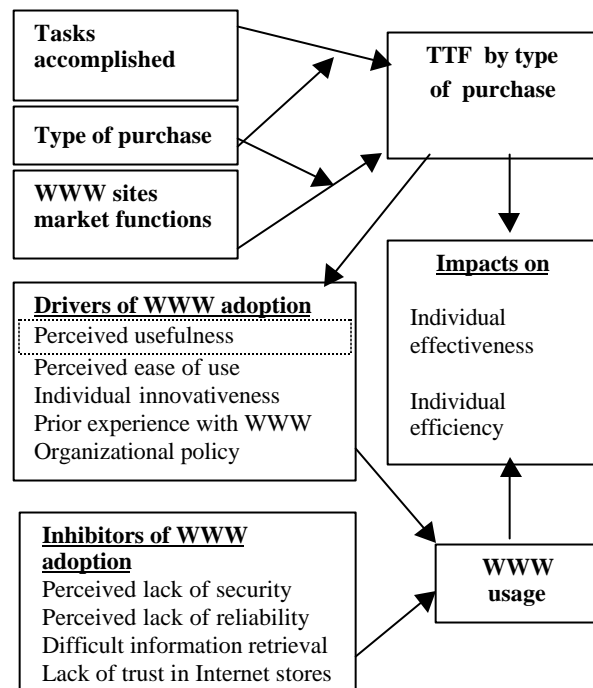 Tasks
accomplished
TTF by type
of purchase
Type of purchase
WWW sites
market functions
Impacts on
Individual
effectiveness
Individual
efficiency
Drivers of WWW adoption
Perceived usefulness
Perceived ease of use
Individual innovativeness
Prior experience with WWW
Organizational policy
Inhibitors of WWW
adoption
Perceived lack of security
Perceived lack of reliability
Difficult information retrieval
Lack of trust in Internet stores
WWW
usage